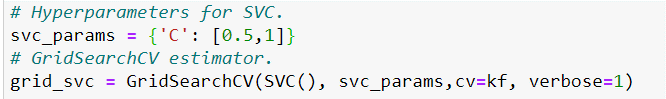 # Hyperparameters for SVC.
svc_params = {'C': [0.5,1]}
# GridSearchCV estimator.
grid_svc = GridSearchCV(SVC(), svc_params,cv=kf, verbose=1)